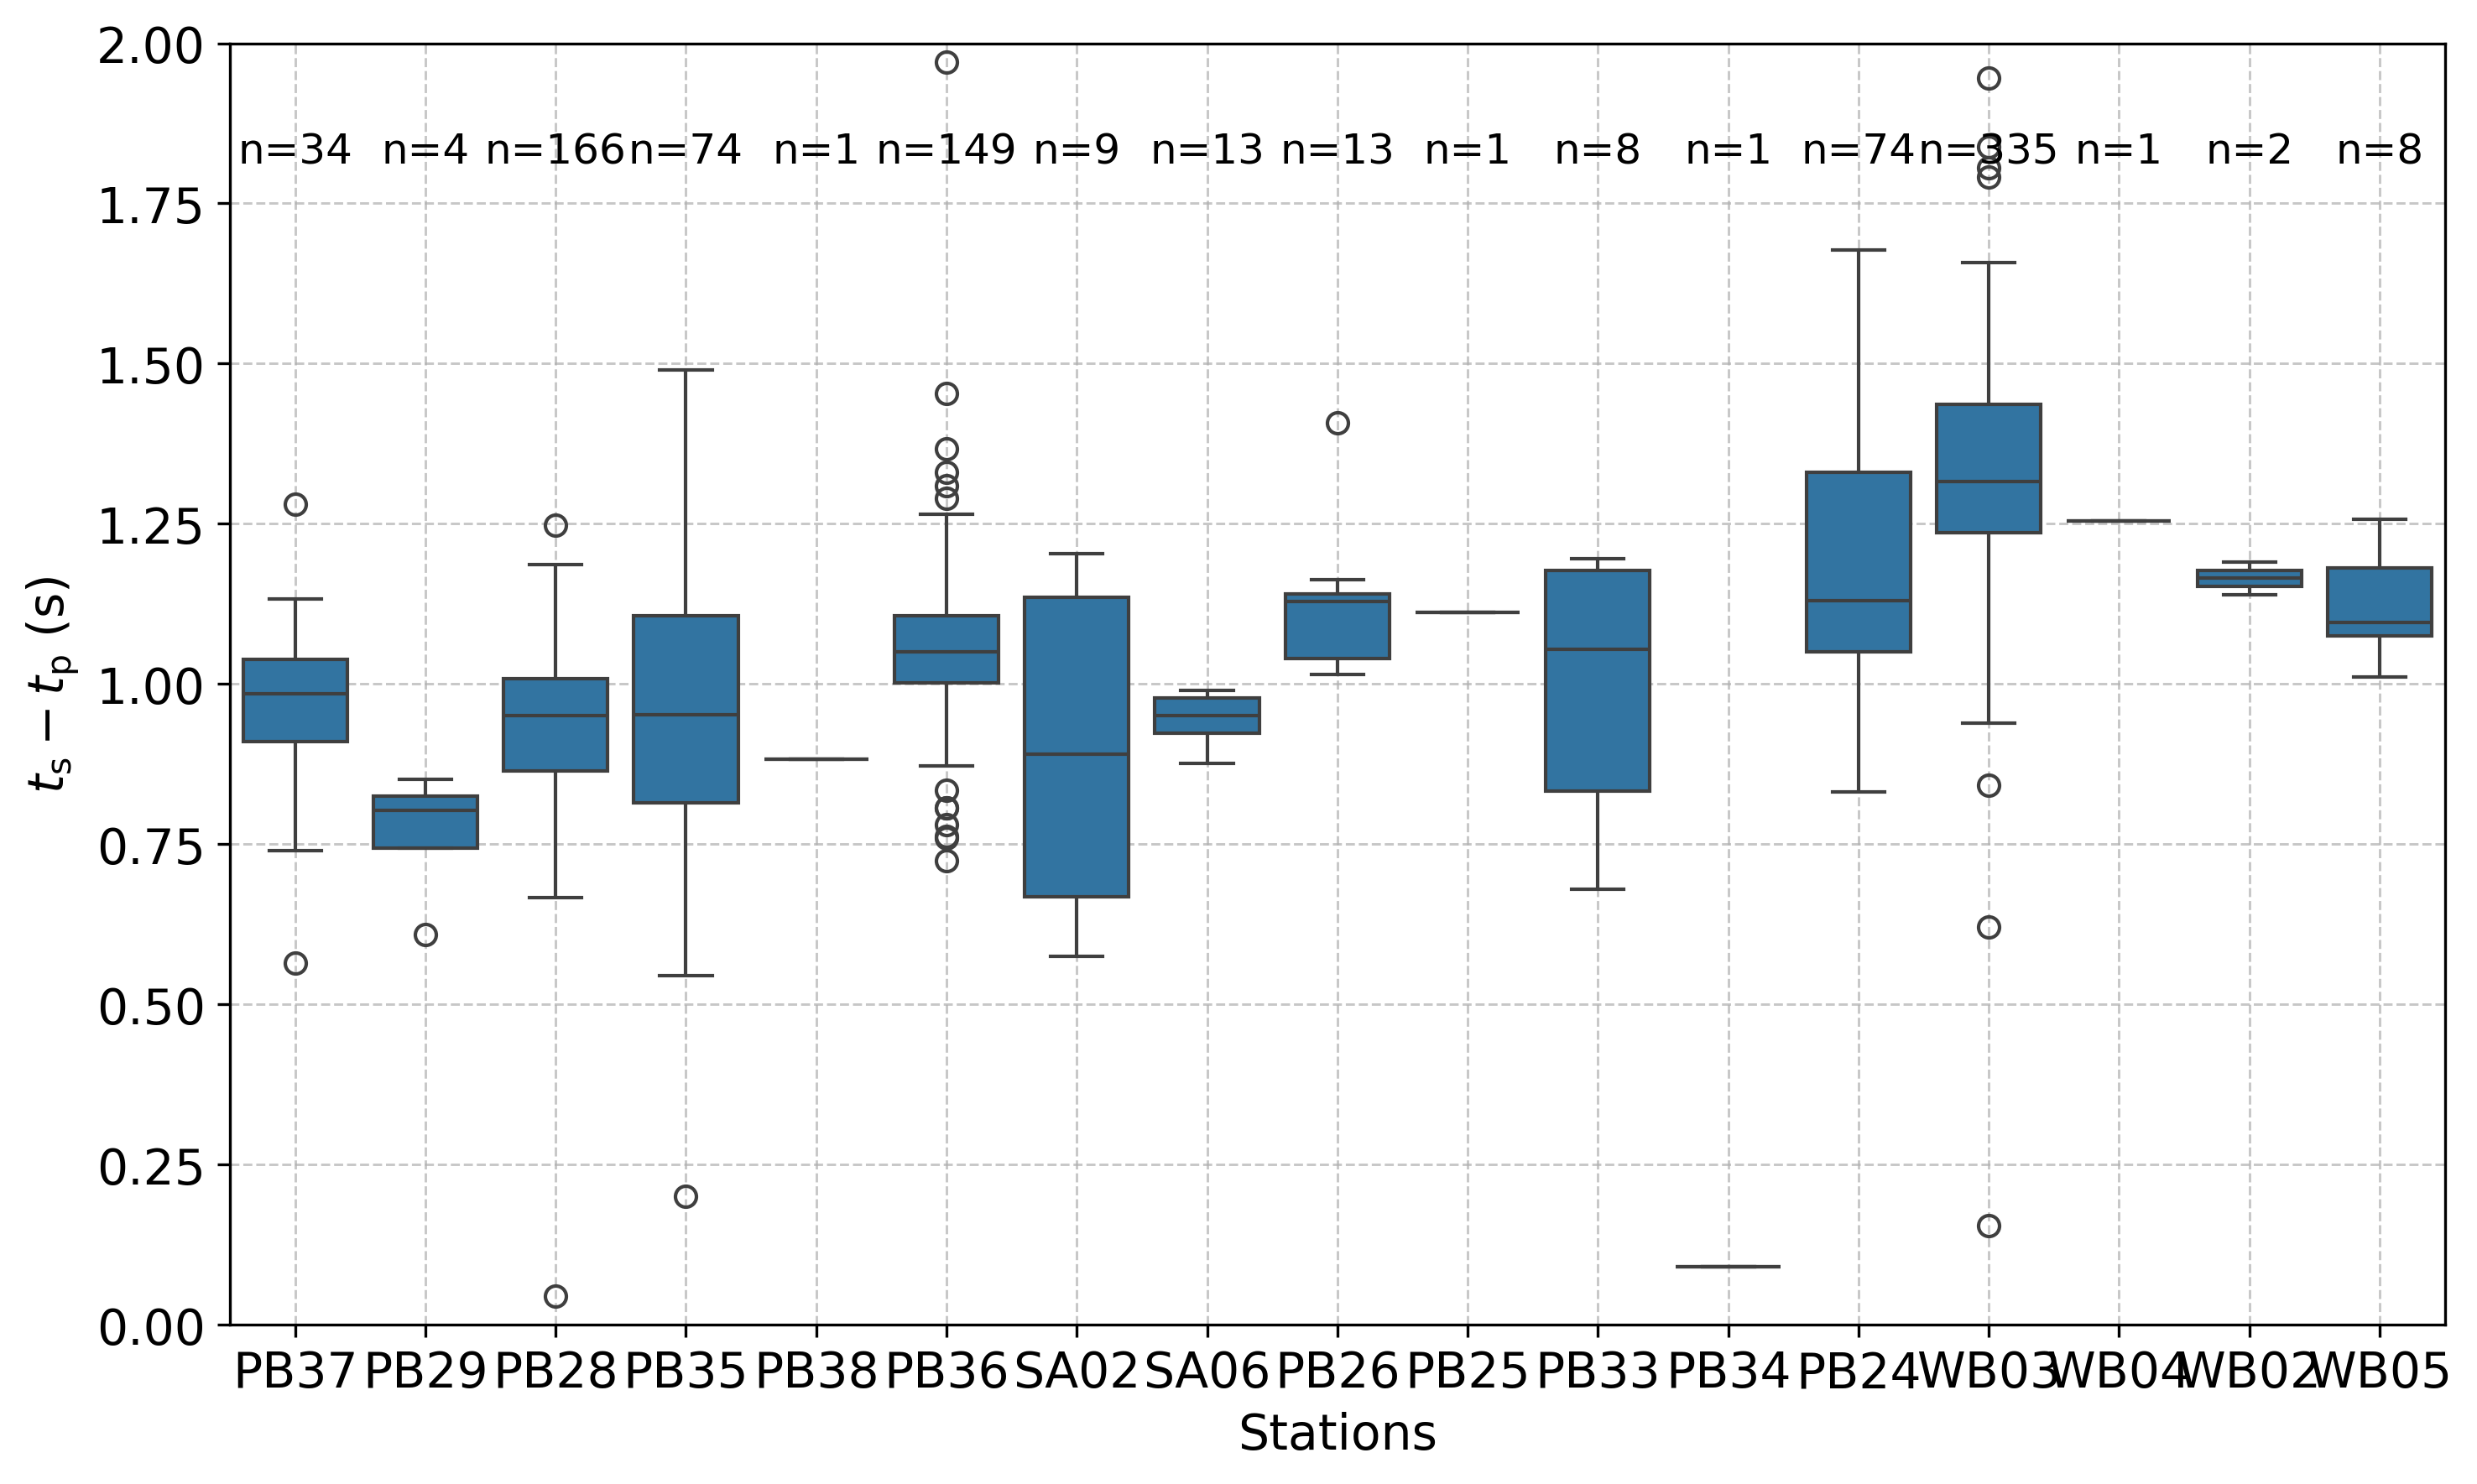 2.00
n=34 n=4 n=166 n=74 n=1 n=149 n=9 n=13 n=13 n=1 n=8 n=1 n=74 n=335 n=1 n=2 n=8
1.75
1.50
1.25
1.00
0.75
0.50
0.25
0.00
tₛ − tₚ (s)
PB37 PB29 PB28 PB35 PB38 PB36 SA02 SA06 PB26 PB25 PB33 PB34 PB24 WB03 WB04 WB02 WB05
Stations